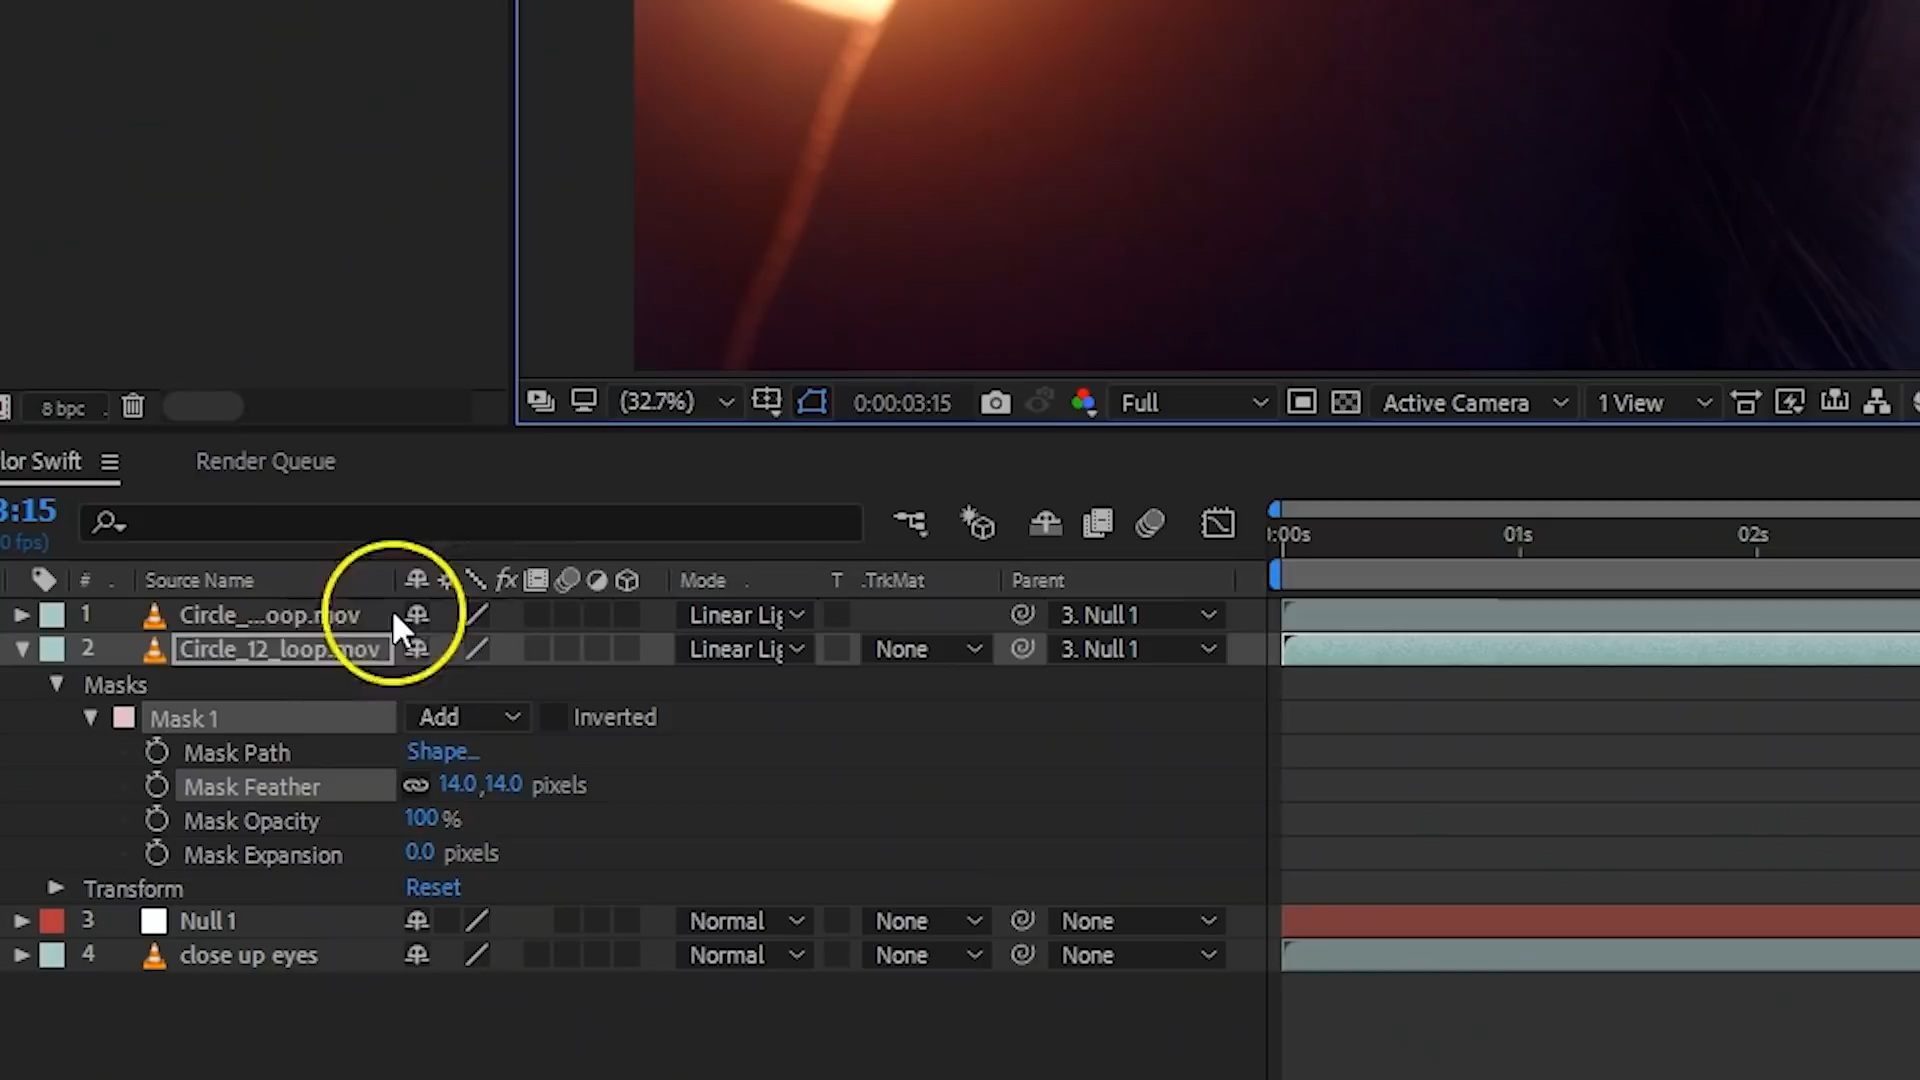 8 bpc
(32.7%) 0:00:03:15 Full Active Camera 1 View
lor Swift Render Queue
3:15
0 fps)
:00s 01s 02s
# Source Name fx Mode T .TrkMat Parent
1 Circle_...oop.mov Linear Lig 3. Null 1
2 Circle_12_loop.mov Linear Lig None 3. Null 1
Masks
Mask 1 Add Inverted
Mask Path Shape...
Mask Feather 14.0,14.0 pixels
Mask Opacity 100 %
Mask Expansion 0.0 pixels
Transform Reset
3 Null 1 Normal None None
4 close up eyes Normal None None